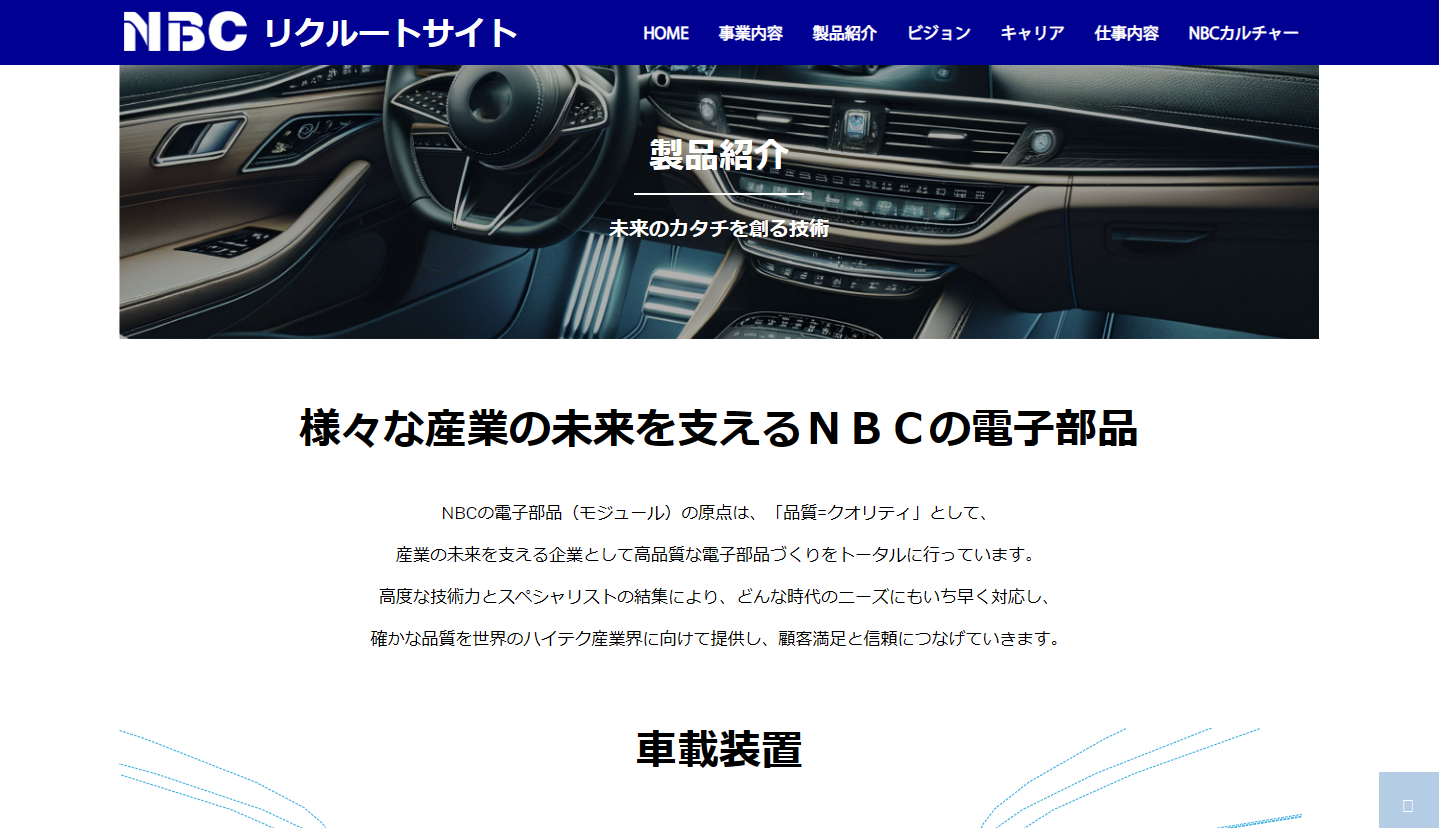 NBC リクルートサイト
HOME 事業内容 製品紹介 ビジョン キャリア 仕事内容 NBCカルチャー
製品紹介
未来のカタチを創る技術
様々な産業の未来を支えるＮＢＣの電子部品
NBCの電子部品（モジュール）の原点は、「品質=クオリティ」として、
産業の未来を支える企業として高品質な電子部品づくりをトータルに行っています。
高度な技術力とスペシャリストの結集により、どんな時代のニーズにもいち早く対応し、
確かな品質を世界のハイテク産業界に向けて提供し、顧客満足と信頼につなげていきます。
車載装置